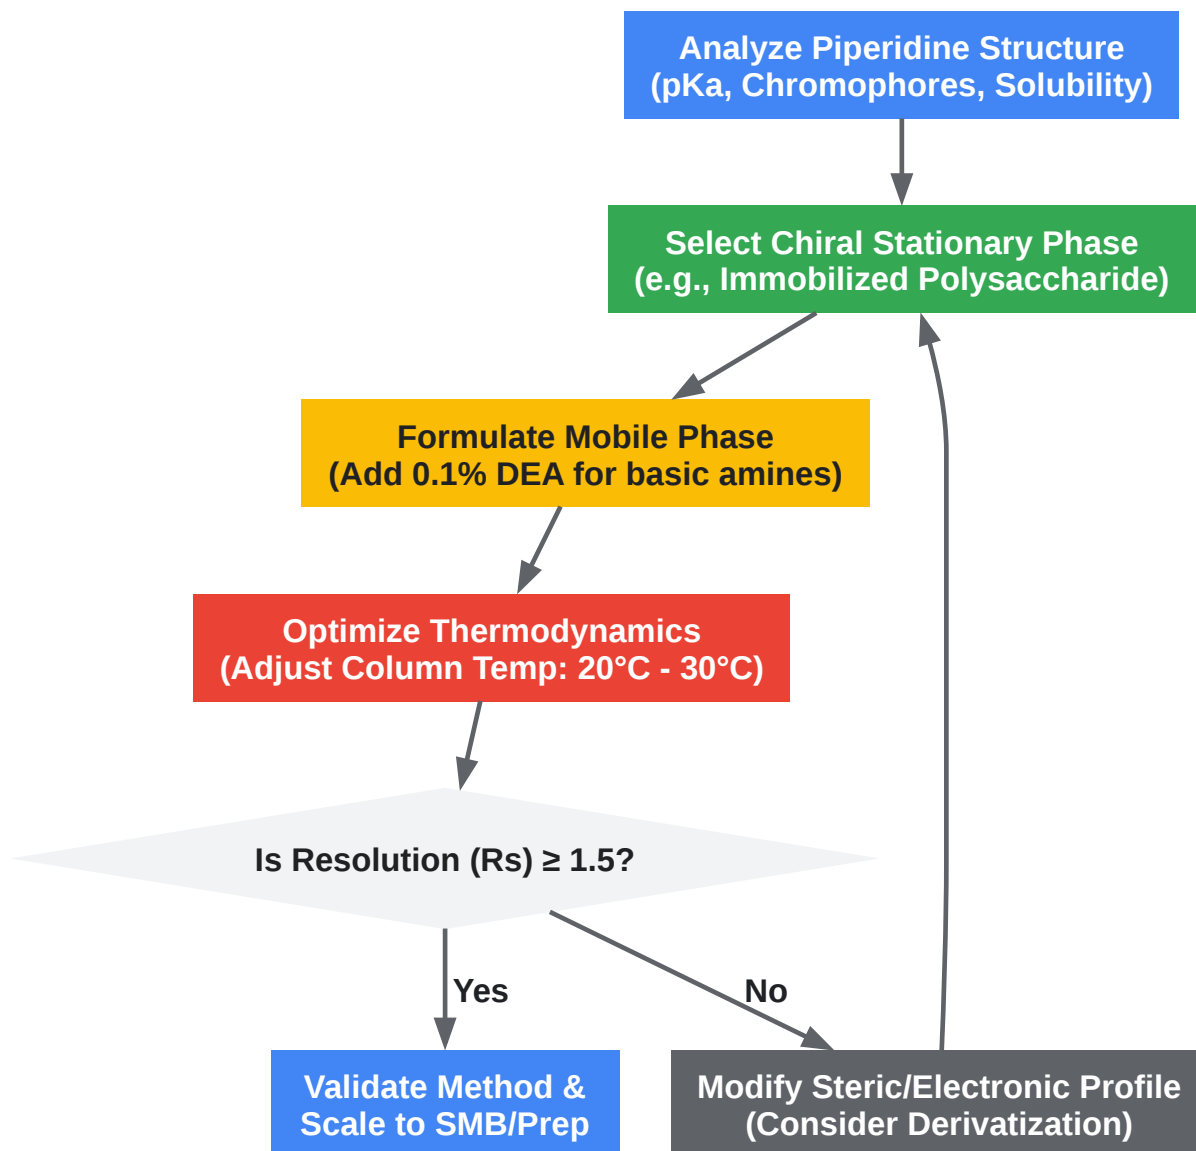 Analyze Piperidine Structure
(pKa, Chromophores, Solubility)
Select Chiral Stationary Phase
(e.g., Immobilized Polysaccharide)
Formulate Mobile Phase
(Add 0.1% DEA for basic amines)
Optimize Thermodynamics
(Adjust Column Temp: 20°C - 30°C)
Is Resolution (Rs) ≥ 1.5?
Yes
No
Validate Method &
Scale to SMB/Prep
Modify Steric/Electronic Profile
(Consider Derivatization)